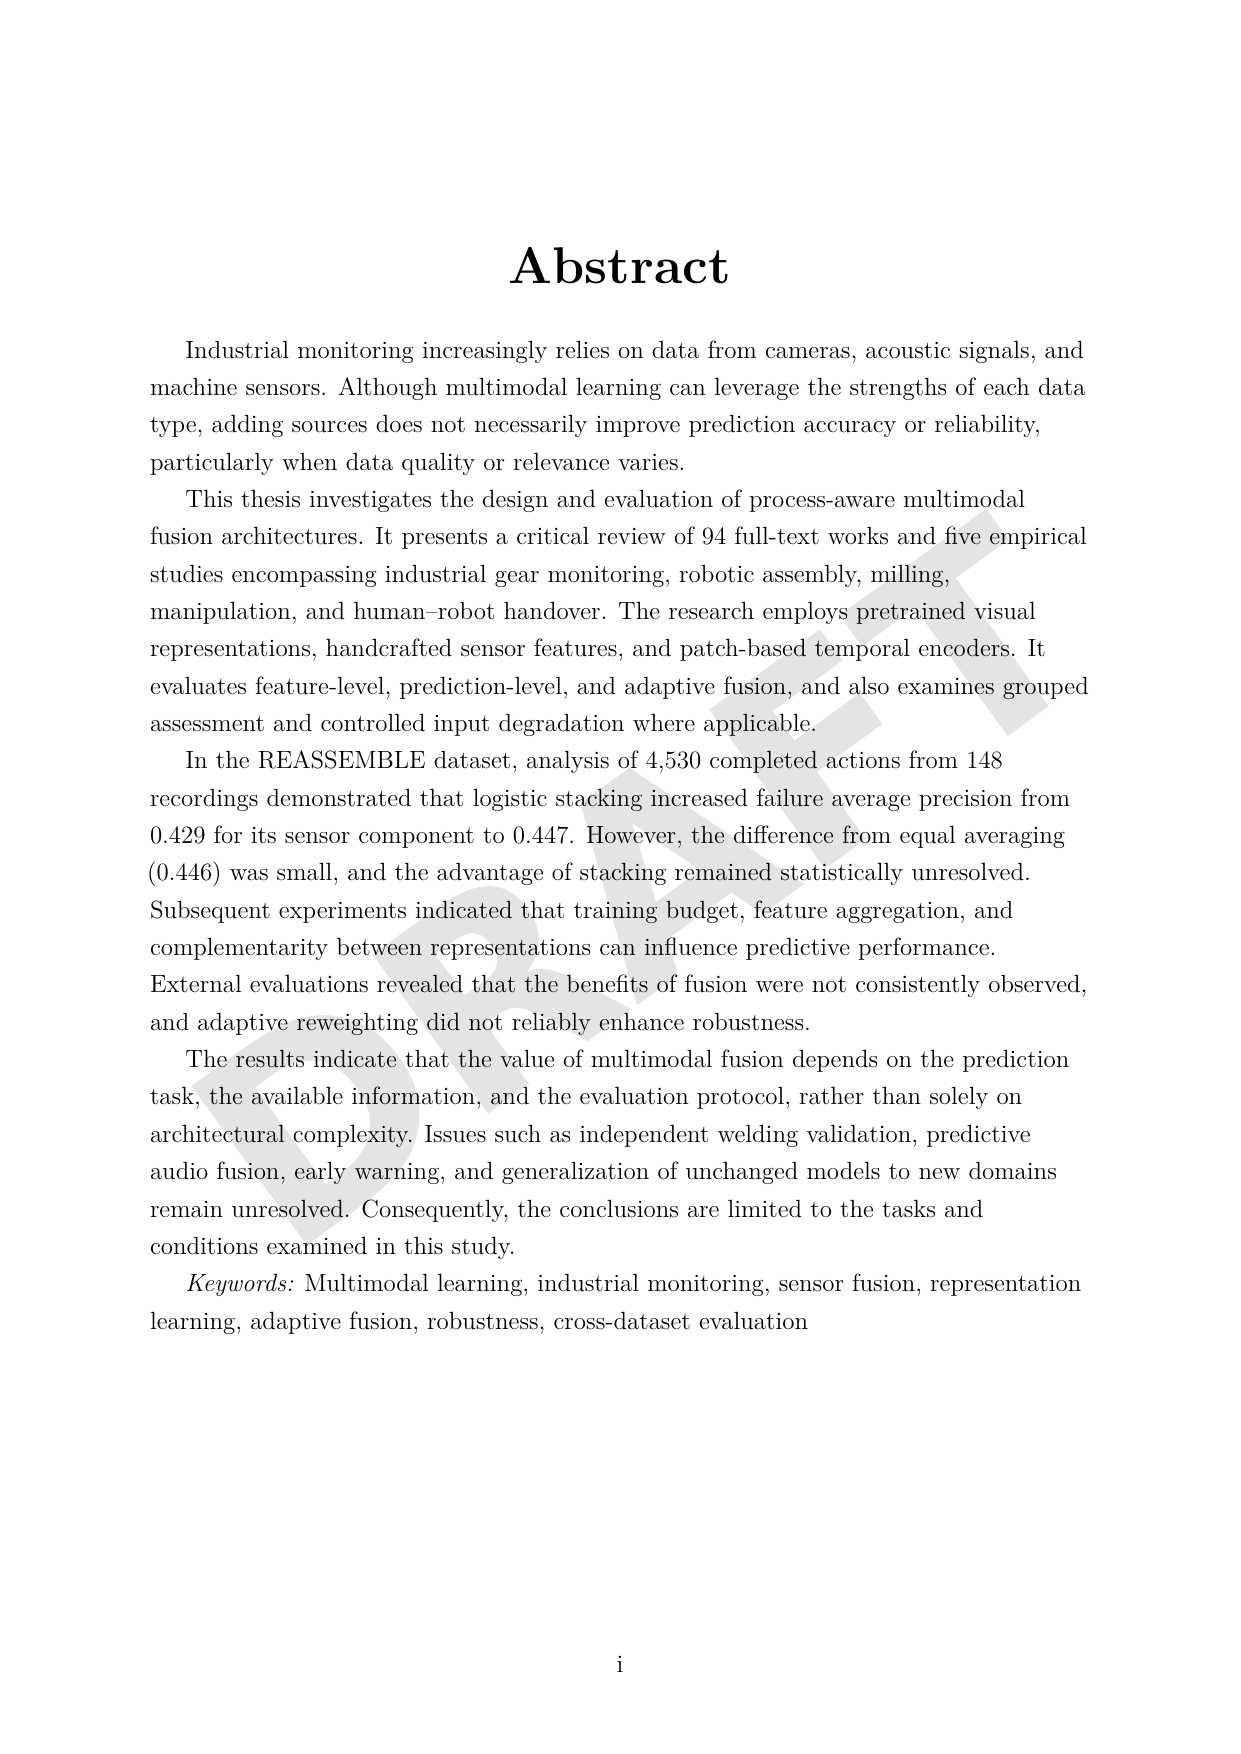 Abstract
Industrial monitoring increasingly relies on data from cameras, acoustic signals, and
machine sensors. Although multimodal learning can leverage the strengths of each data
type, adding sources does not necessarily improve prediction accuracy or reliability,
particularly when data quality or relevance varies.
This thesis investigates the design and evaluation of process-aware multimodal
fusion architectures. It presents a critical review of 94 full-text works and five empirical
studies encompassing industrial gear monitoring, robotic assembly, milling,
manipulation, and human–robot handover. The research employs pretrained visual
representations, handcrafted sensor features, and patch-based temporal encoders. It
evaluates feature-level, prediction-level, and adaptive fusion, and also examines grouped
assessment and controlled input degradation where applicable.
In the REASSEMBLE dataset, analysis of 4,530 completed actions from 148
recordings demonstrated that logistic stacking increased failure average precision from
0.429 for its sensor component to 0.447. However, the difference from equal averaging
(0.446) was small, and the advantage of stacking remained statistically unresolved.
Subsequent experiments indicated that training budget, feature aggregation, and
complementarity between representations can influence predictive performance.
External evaluations revealed that the benefits of fusion were not consistently observed,
and adaptive reweighting did not reliably enhance robustness.
The results indicate that the value of multimodal fusion depends on the prediction
task, the available information, and the evaluation protocol, rather than solely on
architectural complexity. Issues such as independent welding validation, predictive
audio fusion, early warning, and generalization of unchanged models to new domains
remain unresolved. Consequently, the conclusions are limited to the tasks and
conditions examined in this study.
Keywords: Multimodal learning, industrial monitoring, sensor fusion, representation
learning, adaptive fusion, robustness, cross-dataset evaluation
DRAFT
i